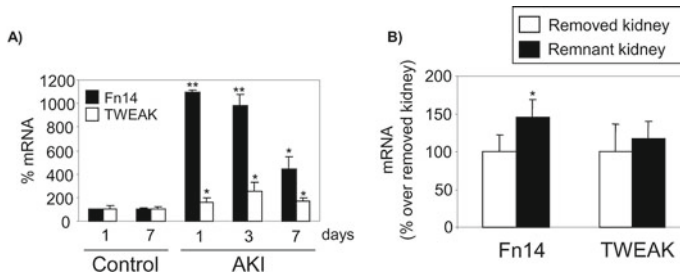 A)
% mRNA
1200
1000
800
600
400
200
0
Fn14
TWEAK
** ** *
* * *
1 7 1 3 7 days
Control AKI
B)
Removed kidney
Remnant kidney
mRNA
(% over removed kidney)
200
150
100
50
0
*
Fn14 TWEAK